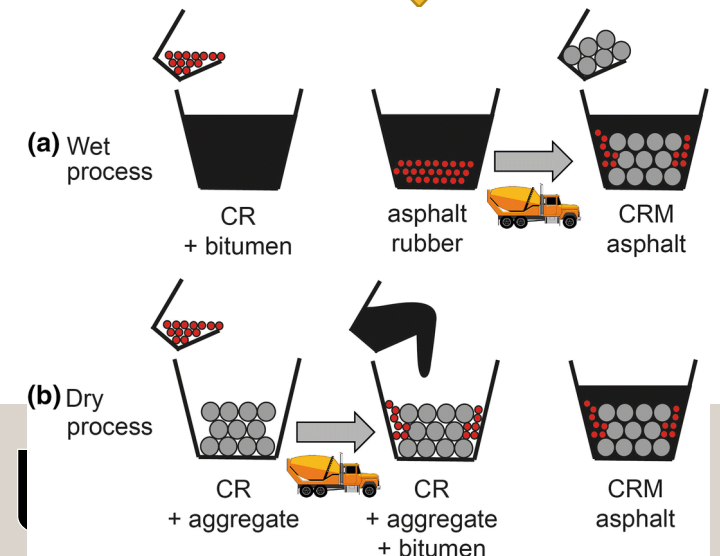 (a) Wet
process
CR
+ bitumen
asphalt
rubber
CRM
asphalt
(b) Dry
process
CR
+ aggregate
CR
+ aggregate
+ bitumen
CRM
asphalt